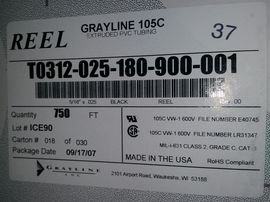 GRAYLINE 105C
REEL
EXTRUDED PVC TUBING
37
T0312-025-180-900-001
5/16" x .025 BLACK REEL
Quantity 750 FT
Lot # ICE90
Carton # 018 of 030
Package Date 09/17/07
105C VW-1 600V FILE NUMBER E40745
105C VW-1 600V FILE NUMBER LR31347
MIL-I-631 CLASS 2, GRADE C, CAT
MADE IN THE USA
RoHS Compliant
GRAYLINE
INC
2101 Airport Road, Waukesha, WI 53188